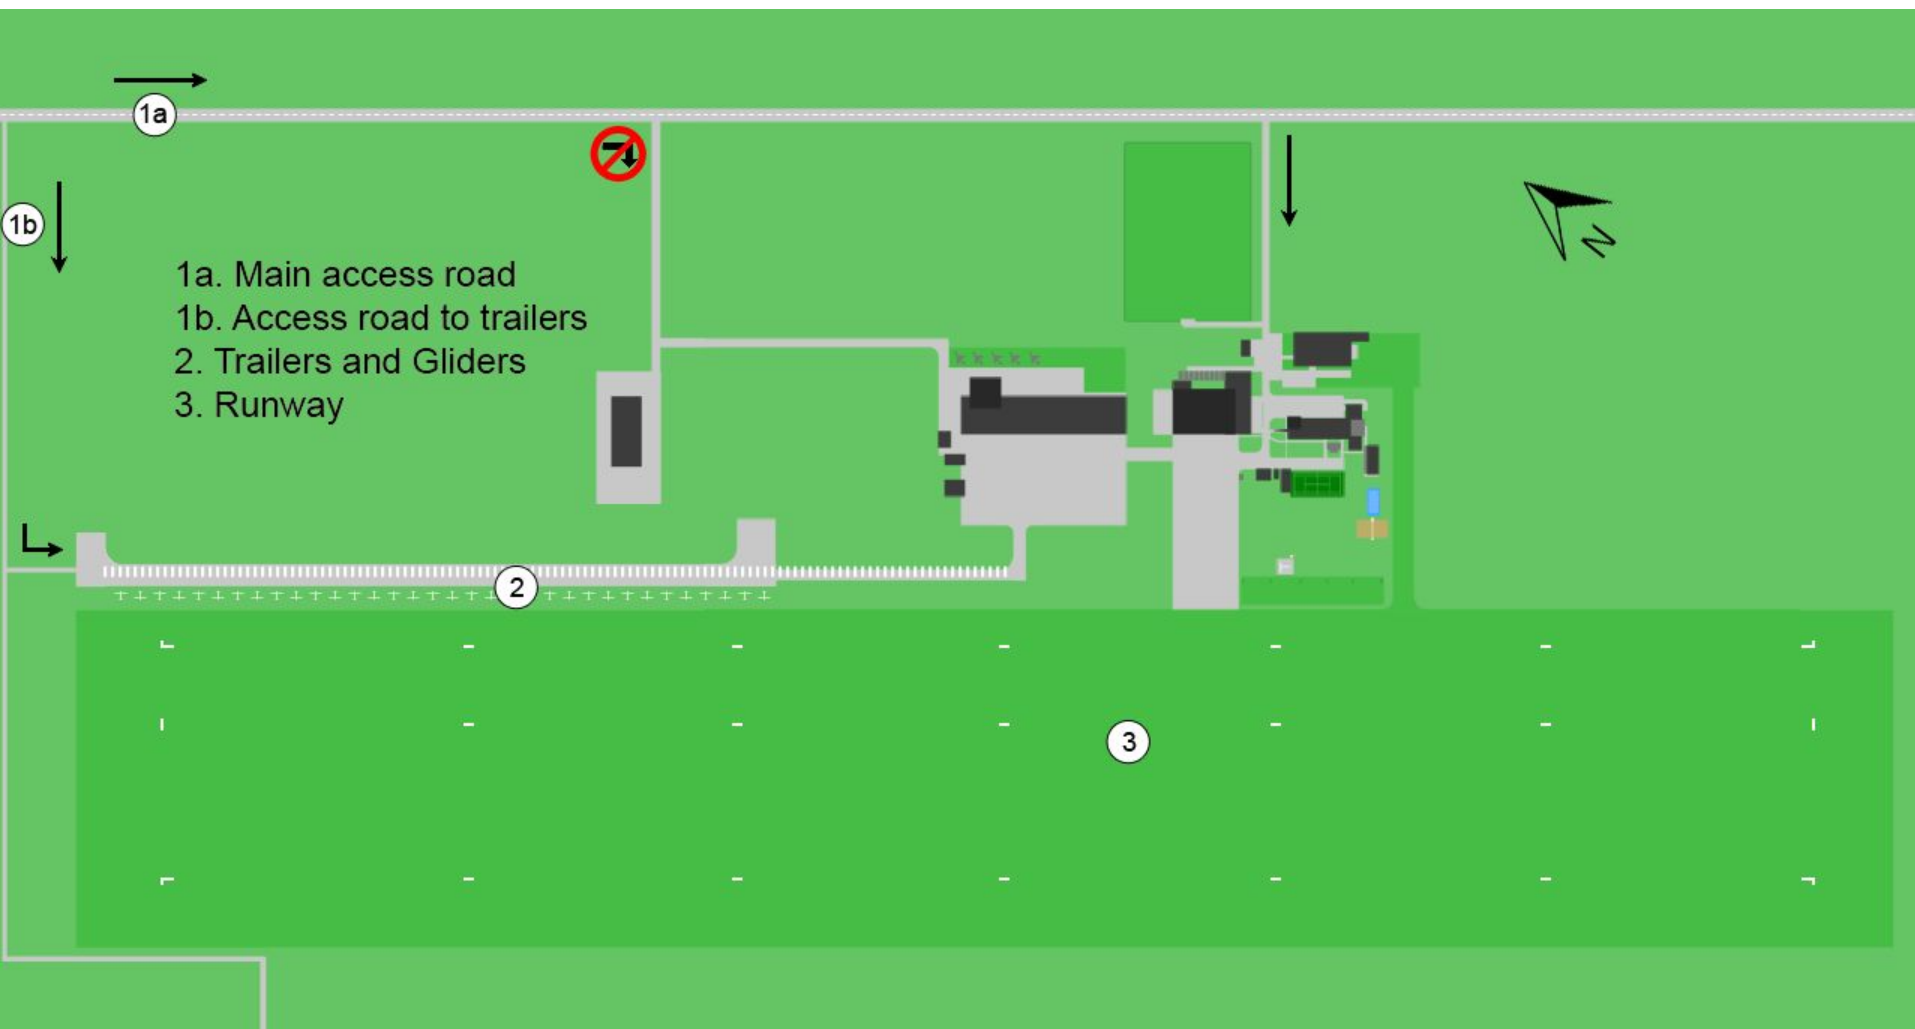 1a
1b
1a. Main access road
1b. Access road to trailers
2. Trailers and Gliders
3. Runway
N
2
3